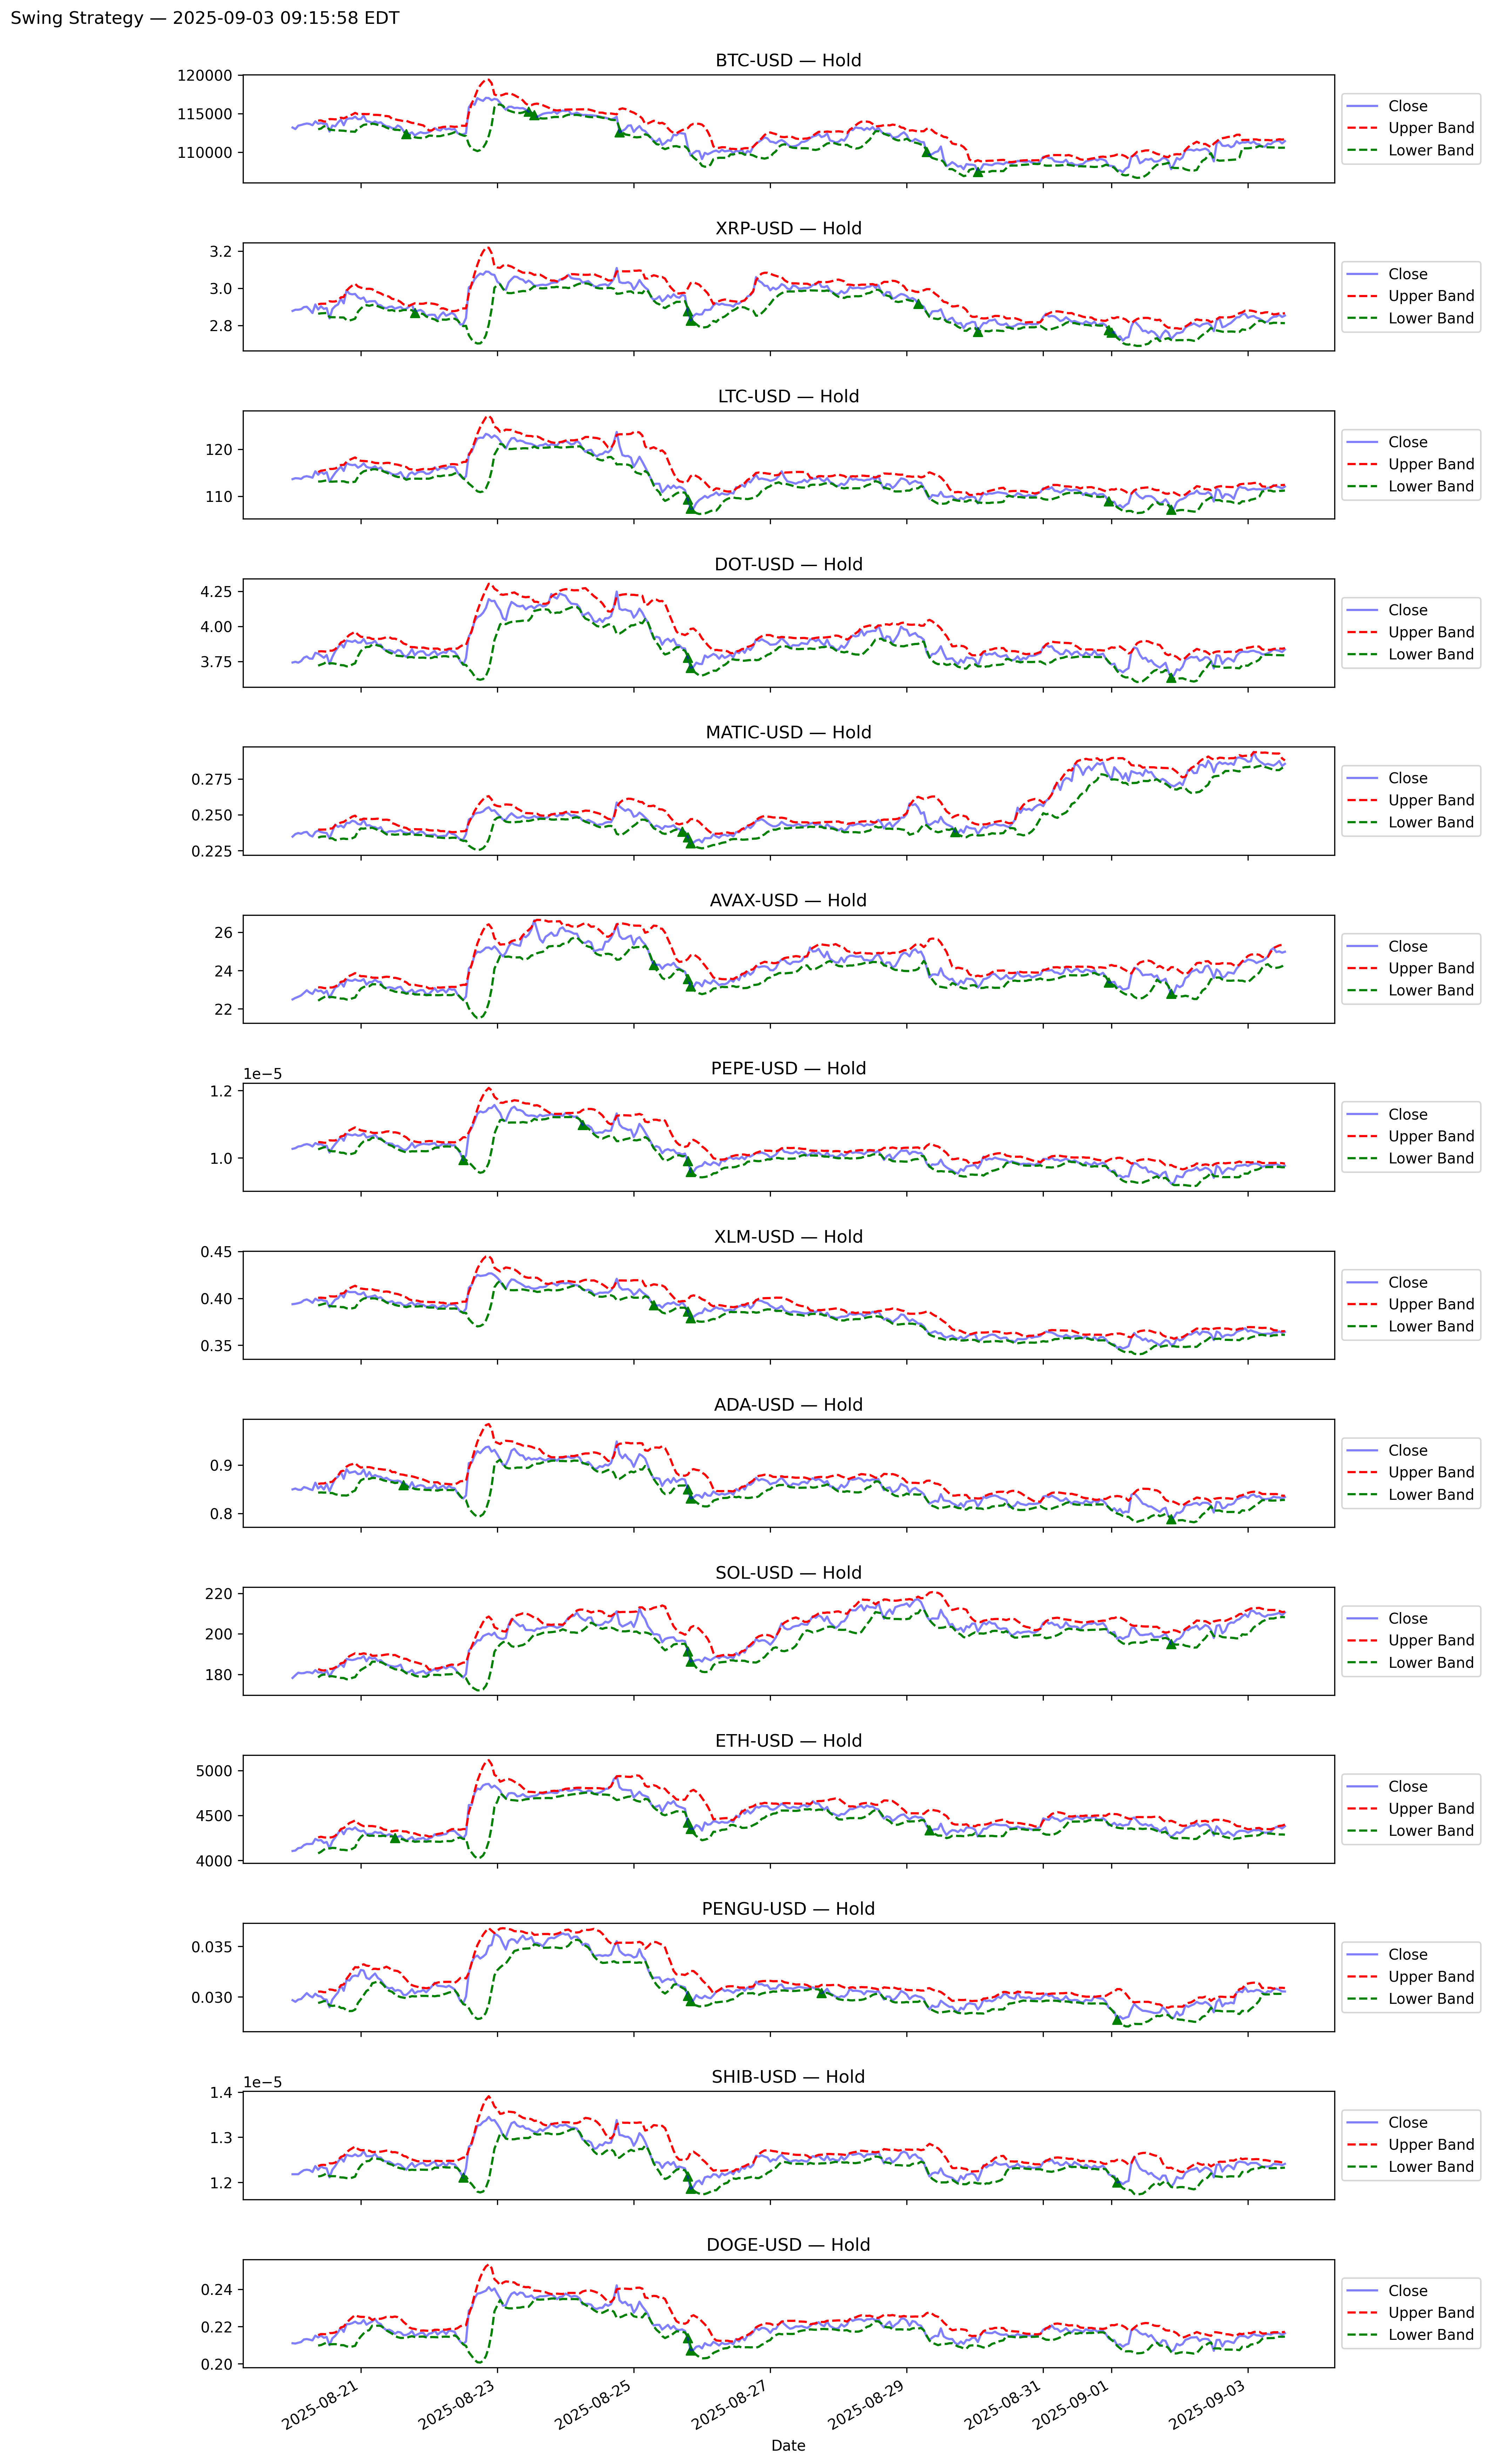 Swing Strategy — 2025-09-03 09:15:58 EDT
BTC-USD — Hold
120000
115000
110000
Close
Upper Band
Lower Band
XRP-USD — Hold
3.2
3.0
2.8
Close
Upper Band
Lower Band
LTC-USD — Hold
120
110
Close
Upper Band
Lower Band
DOT-USD — Hold
4.25
4.00
3.75
Close
Upper Band
Lower Band
MATIC-USD — Hold
0.275
0.250
0.225
Close
Upper Band
Lower Band
AVAX-USD — Hold
26
24
22
Close
Upper Band
Lower Band
PEPE-USD — Hold
1e−5
1.2
1.0
Close
Upper Band
Lower Band
XLM-USD — Hold
0.45
0.40
0.35
Close
Upper Band
Lower Band
ADA-USD — Hold
0.9
0.8
Close
Upper Band
Lower Band
SOL-USD — Hold
220
200
180
Close
Upper Band
Lower Band
ETH-USD — Hold
5000
4500
4000
Close
Upper Band
Lower Band
PENGU-USD — Hold
0.035
0.030
Close
Upper Band
Lower Band
SHIB-USD — Hold
1e−5
1.4
1.3
1.2
Close
Upper Band
Lower Band
DOGE-USD — Hold
0.24
0.22
0.20
Close
Upper Band
Lower Band
2025-08-21
2025-08-23
2025-08-25
2025-08-27
2025-08-29
2025-08-31
2025-09-01
2025-09-03
Date